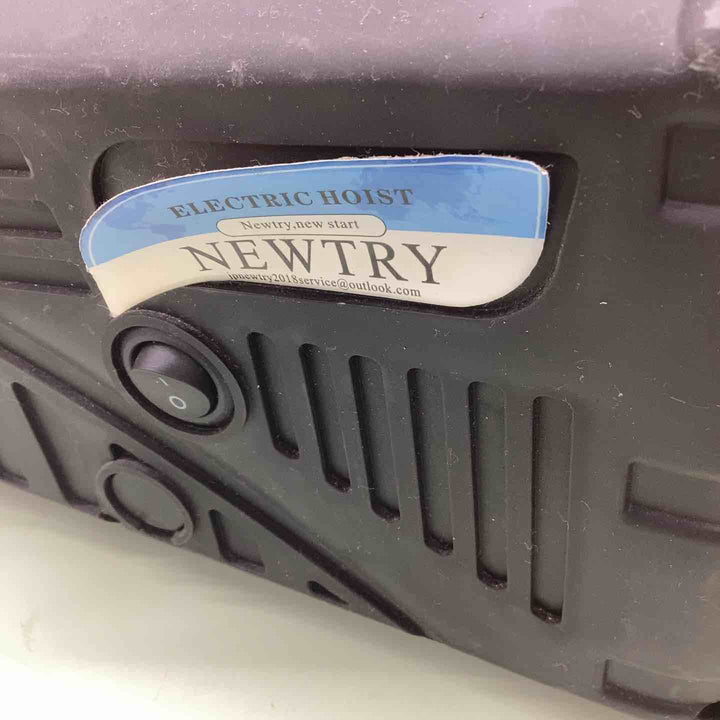 ELECTRIC HOIST
Newtry,new start
NEWTRY
jpnewtry2018service@outlook.com
I
O